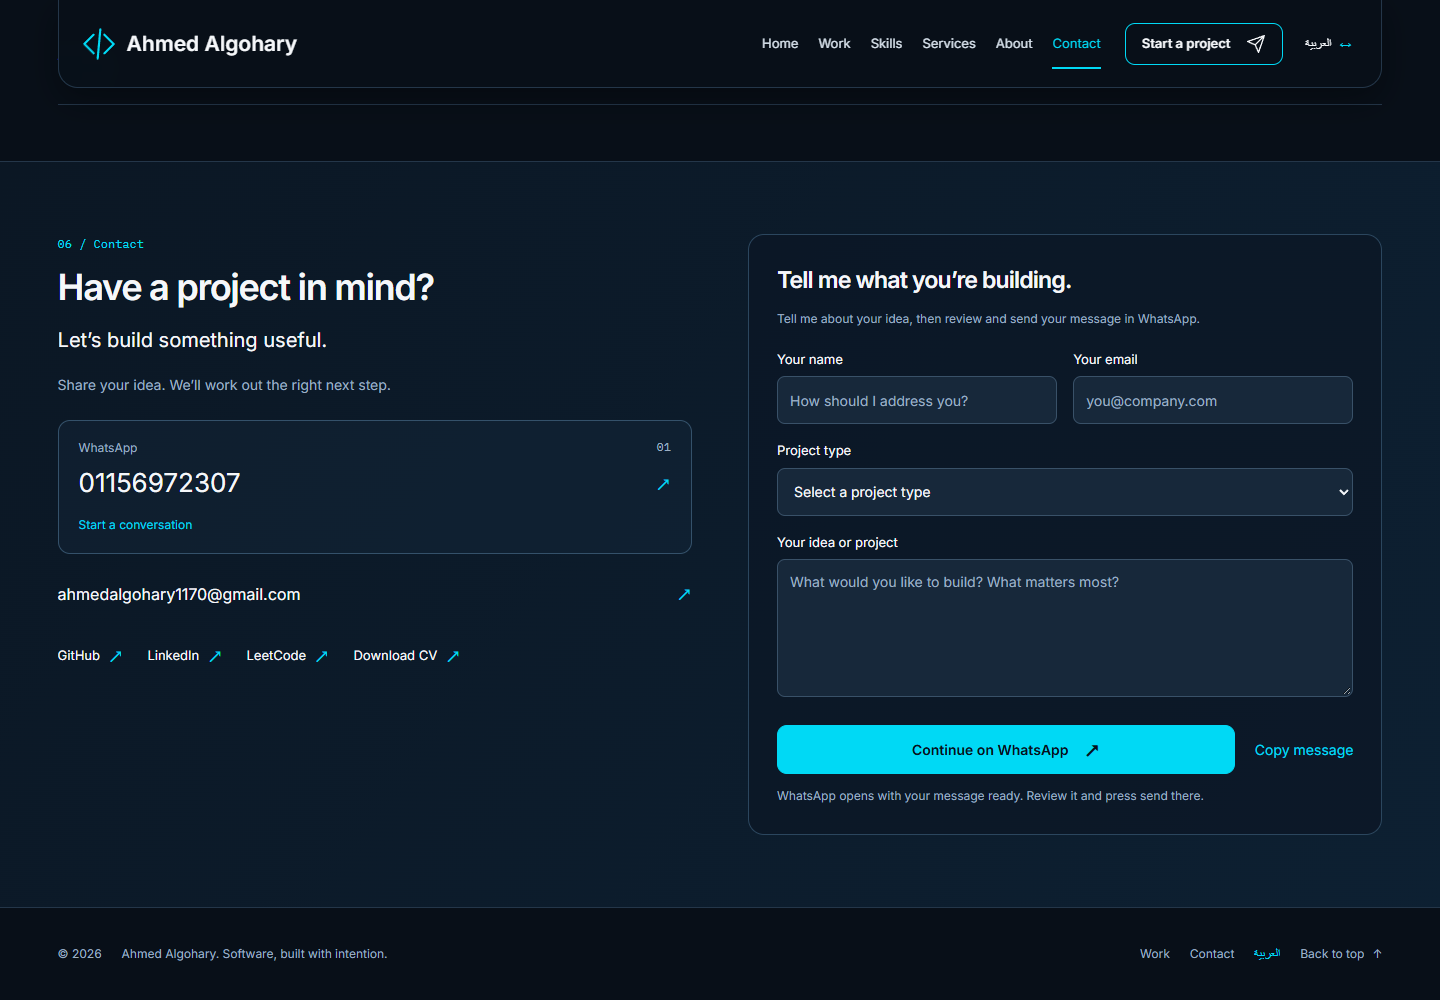 Ahmed Algohary
Home Work Skills Services About Contact Start a project العربية ↔
06 / Contact
Have a project in mind?
Let’s build something useful.
Share your idea. We’ll work out the right next step.
WhatsApp 01
01156972307 ↗
Start a conversation
ahmedalgohary1170@gmail.com ↗
GitHub ↗ LinkedIn ↗ LeetCode ↗ Download CV ↗
Tell me what you’re building.
Tell me about your idea, then review and send your message in WhatsApp.
Your name Your email
How should I address you? you@company.com
Project type
Select a project type
Your idea or project
What would you like to build? What matters most?
Continue on WhatsApp ↗ Copy message
WhatsApp opens with your message ready. Review it and press send there.
© 2026 Ahmed Algohary. Software, built with intention.
Work Contact العربية Back to top ↑